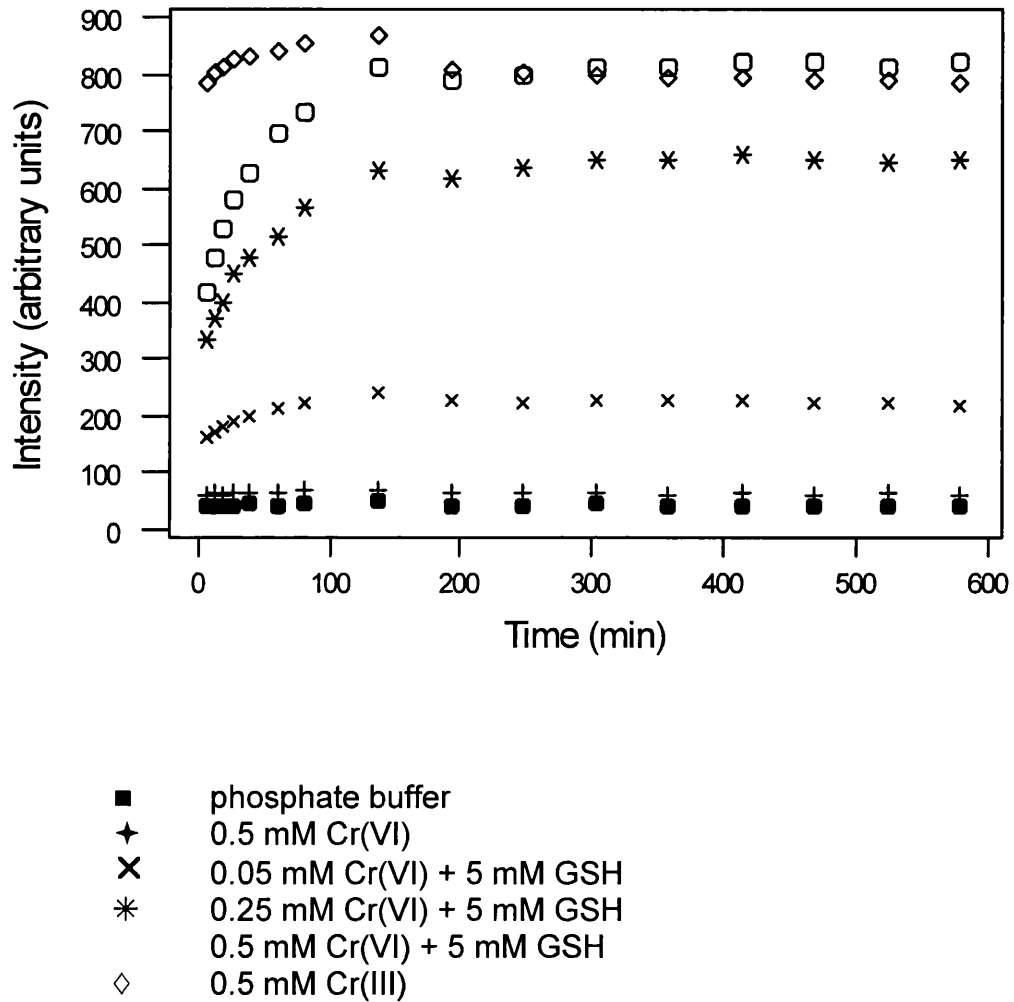 Intensity (arbitrary units)
900
800
700
600
500
400
300
200
100
0
0 100 200 300 400 500 600
Time (min)
phosphate buffer
0.5 mM Cr(VI)
0.05 mM Cr(VI) + 5 mM GSH
0.25 mM Cr(VI) + 5 mM GSH
0.5 mM Cr(VI) + 5 mM GSH
0.5 mM Cr(III)